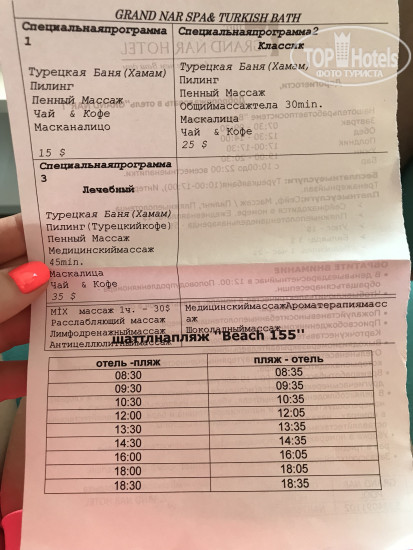 GRAND NAR SPA& TURKISH BATH
Специальнаяпрограмма
1
Турецкая Баня(Хамам)
Пилинг
Пенный Массаж
Чай & Кофе
Масканалицо
15 $
Специальнаяпрограмма2
Классик
Турецкая Баня(Хамам)
Пилинг
Пенный Массаж
Общиймассажтела 30min.
Маскалица
Чай & Кофе
25 $
Специальнаяпрограмма
3
Лечебный
Турецкая Баня(Хамам)
Пилинг(Турецкийкофе)
Пенный Массаж
Медицинскиймассаж
45min.
Маскалица
Чай & Кофе
35 $
MIX массаж 1ч. - 30$
Расслабляющий массаж
Лимфодренажныймассаж
Антицеллюлитныймассаж
МедицинскиймассажАроматерапиямасс
аж
Шоколадныймассаж
шаттлнапляж "Beach 155''
отель -пляж пляж - отель
08:30 08:35
09:30 09:35
10:30 10:35
12:00 12:05
13:30 13:35
14:30 14:35
16:00 16:05
18:00 18:05
18:30 18:35
TopHotels
ФОТО ТУРИСТА